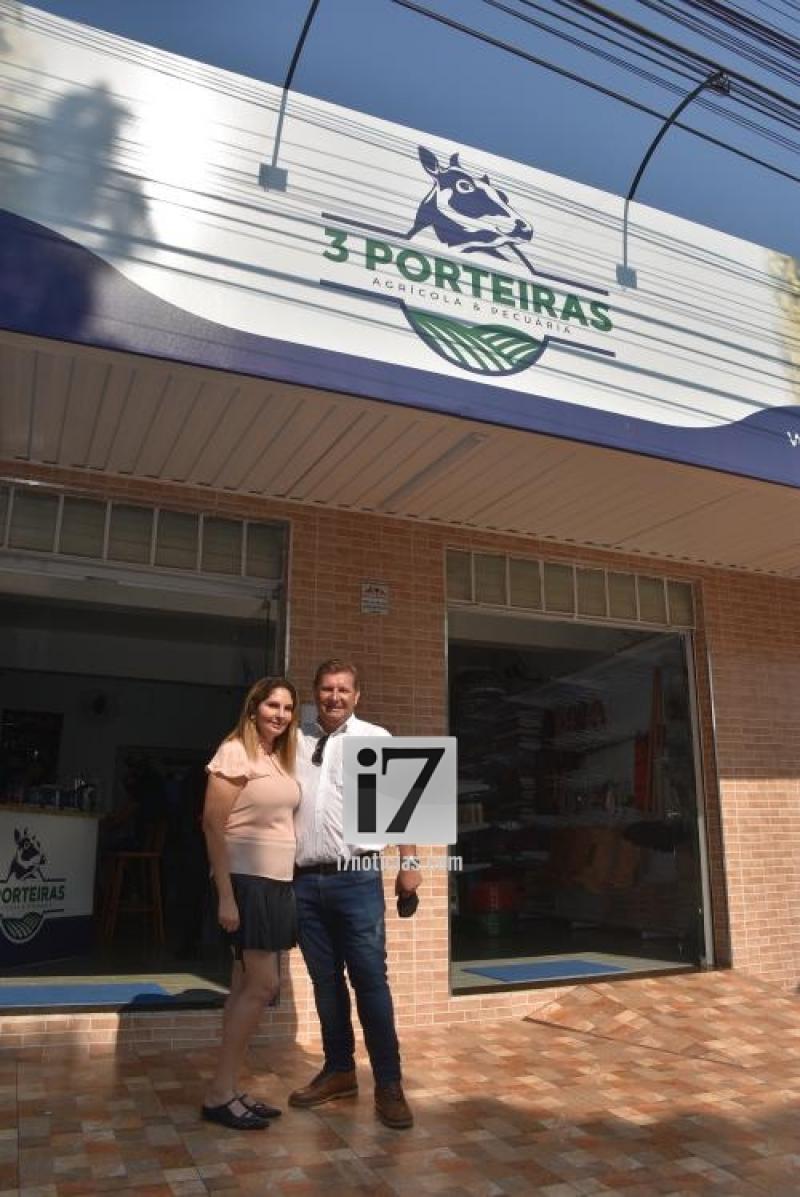 3 PORTEIRAS
AGRÍCOLA & PECUÁRIA
W
i7
i7noticias.com
PORTEIRAS